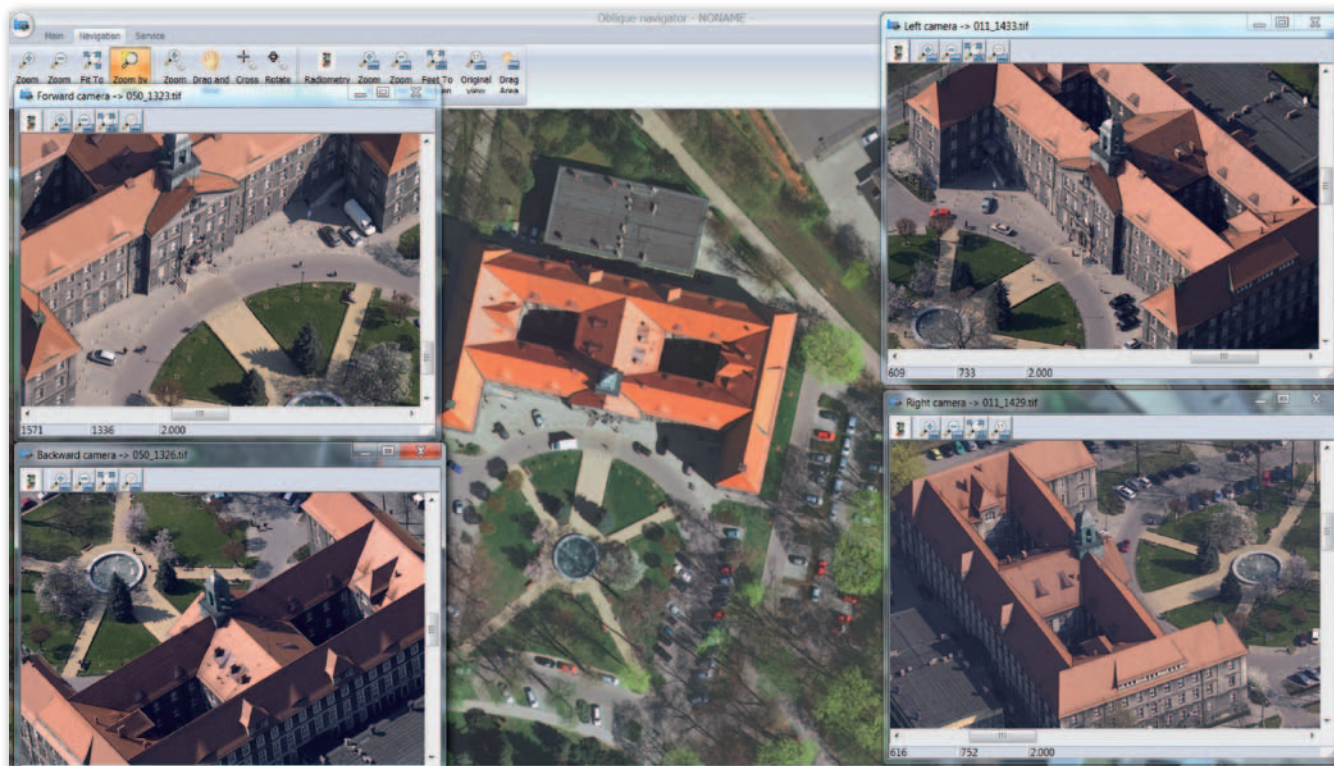 Oblique navigator - NONAME -
Main Navigation Service
Zoom Zoom Fit To Zoom by Zoom Drag and Cross Rotate Radiometry Zoom Zoom Feet To Original Drag
view Area
Forward camera -> 050_1323.tif
1571 1336 2.000
Backward camera -> 050_1326.tif
Left camera -> 011_1433.tif
609 733 2.000
Right camera -> 011_1429.tif
616 752 2.000